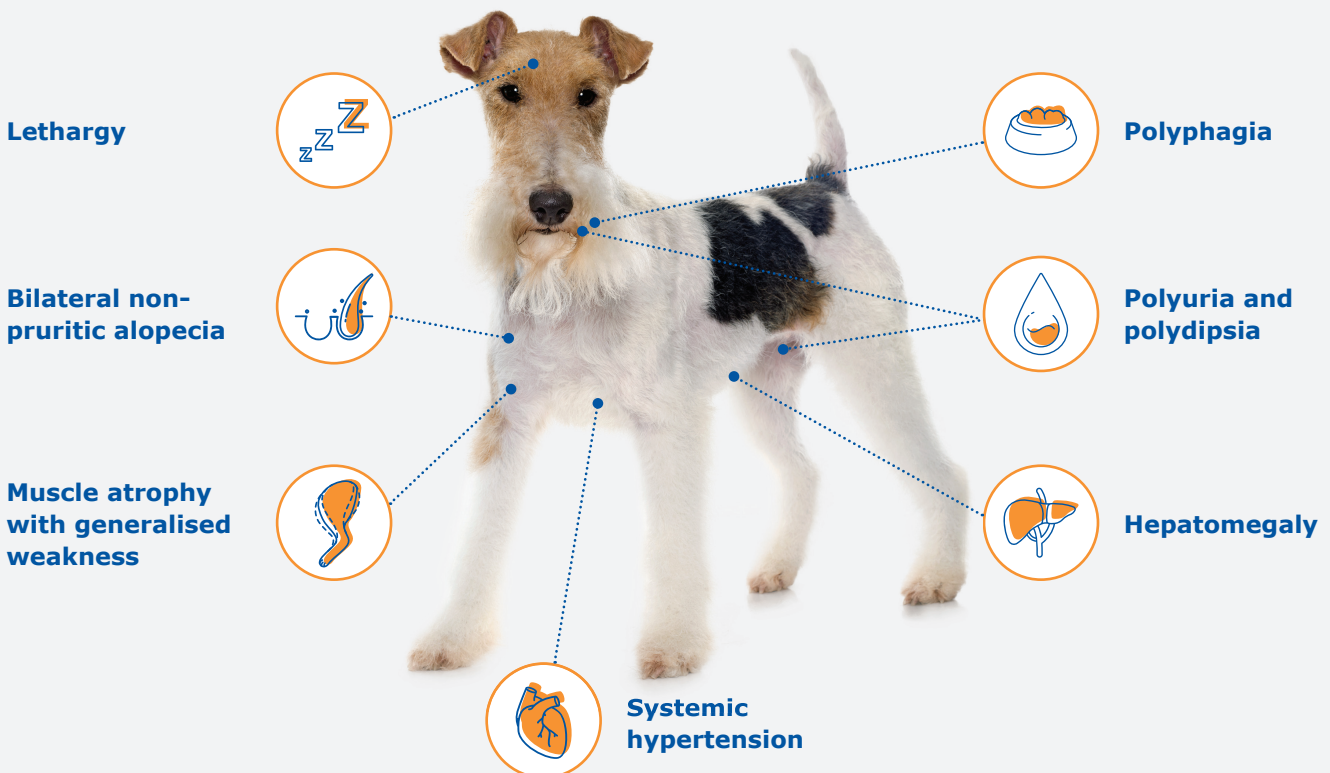 Lethargy
Polyphagia
Bilateral non-
pruritic alopecia
Polyuria and
polydipsia
Muscle atrophy
with generalised
weakness
Hepatomegaly
Systemic
hypertension
z z Z